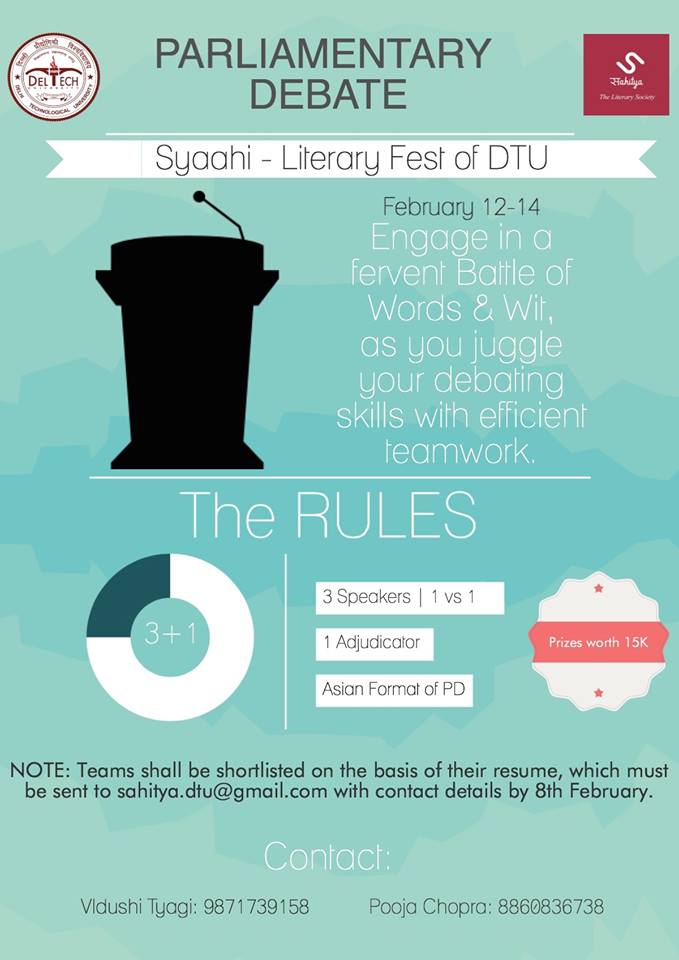 दिल्ली प्रौद्योगिकी विश्वविद्यालय
DELTECH
UNIVERSITY
DELHI TECHNOLOGICAL UNIVERSITY
PARLIAMENTARY
DEBATE
साहित्य
The Literary Society
Syaahi - Literary Fest of DTU
February 12-14
Engage in a
fervent Battle of
Words & Wit,
as you juggle
your debating
skills with efficient
teamwork.
The RULES
3+1
3 Speakers | 1 vs 1
1 Adjudicator
Asian Format of PD
Prizes worth 15K
NOTE: Teams shall be shortlisted on the basis of their resume, which must
be sent to sahitya.dtu@gmail.com with contact details by 8th February.
Contact:
VIdushi Tyagi: 9871739158
Pooja Chopra: 8860836738